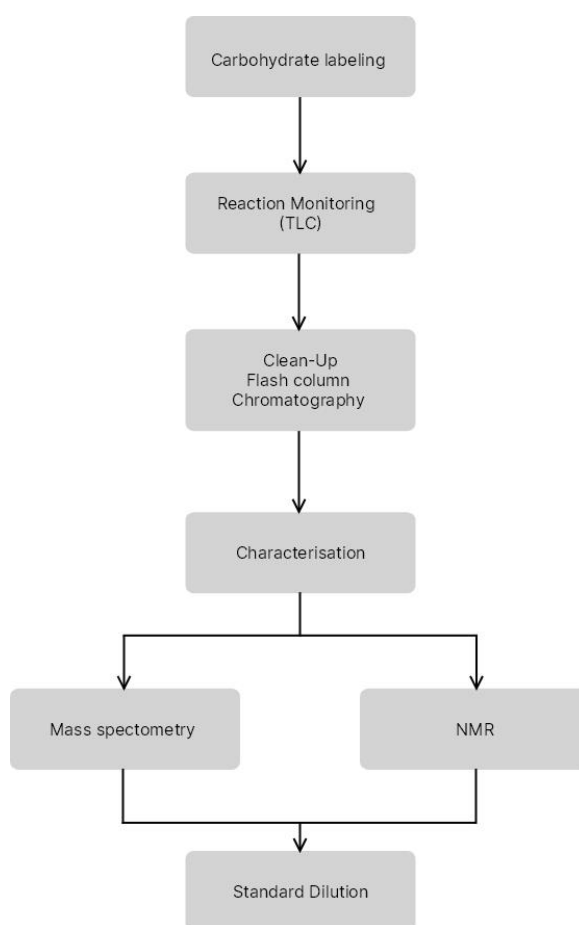 Carbohydrate labeling
Reaction Monitoring
(TLC)
Clean-Up
Flash column
Chromatography
Characterisation
Mass spectometry
NMR
Standard Dilution